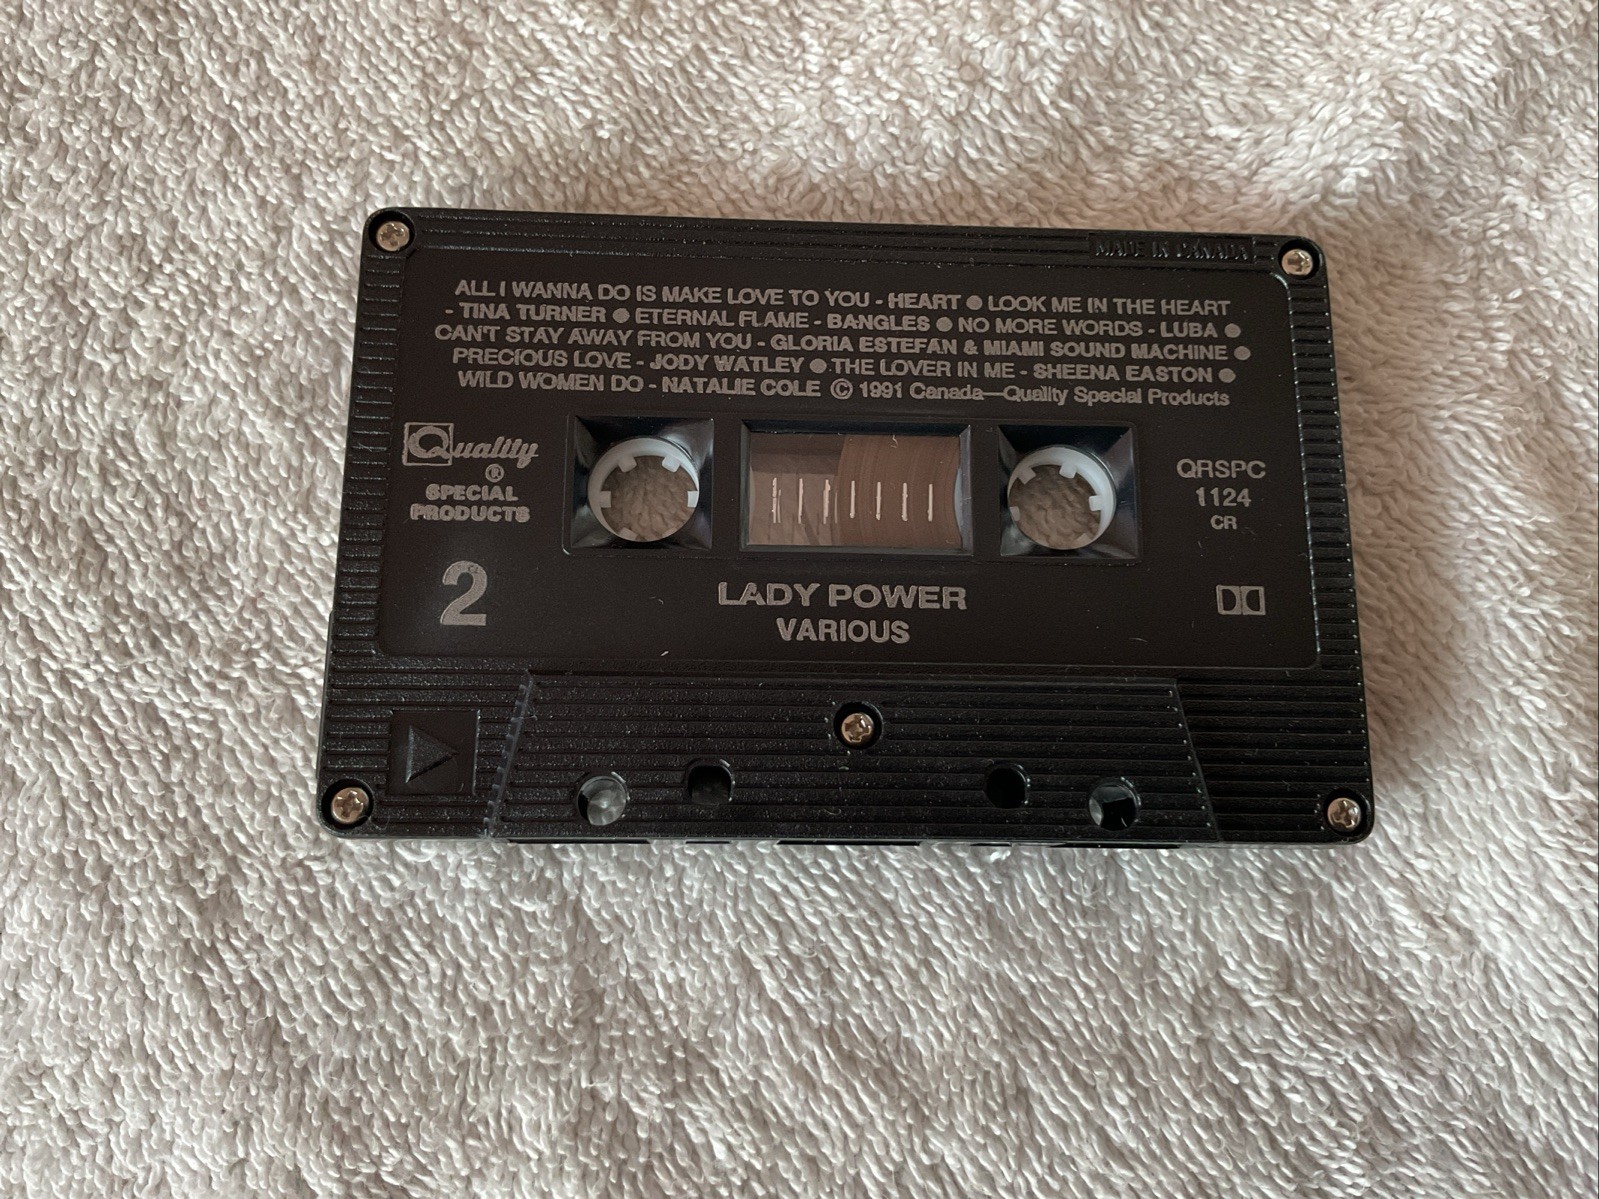 MADE IN CANADA
ALL I WANNA DO IS MAKE LOVE TO YOU - HEART ● LOOK ME IN THE HEART
- TINA TURNER ● ETERNAL FLAME - BANGLES ● NO MORE WORDS - LUBA ●
CAN'T STAY AWAY FROM YOU - GLORIA ESTEFAN & MIAMI SOUND MACHINE ●
PRECIOUS LOVE - JODY WATLEY ● THE LOVER IN ME - SHEENA EASTON ●
WILD WOMEN DO - NATALIE COLE © 1991 Canada—Quality Special Products
Quality
®
SPECIAL
PRODUCTS
2
QRSPC
1124
CR
LADY POWER
VARIOUS